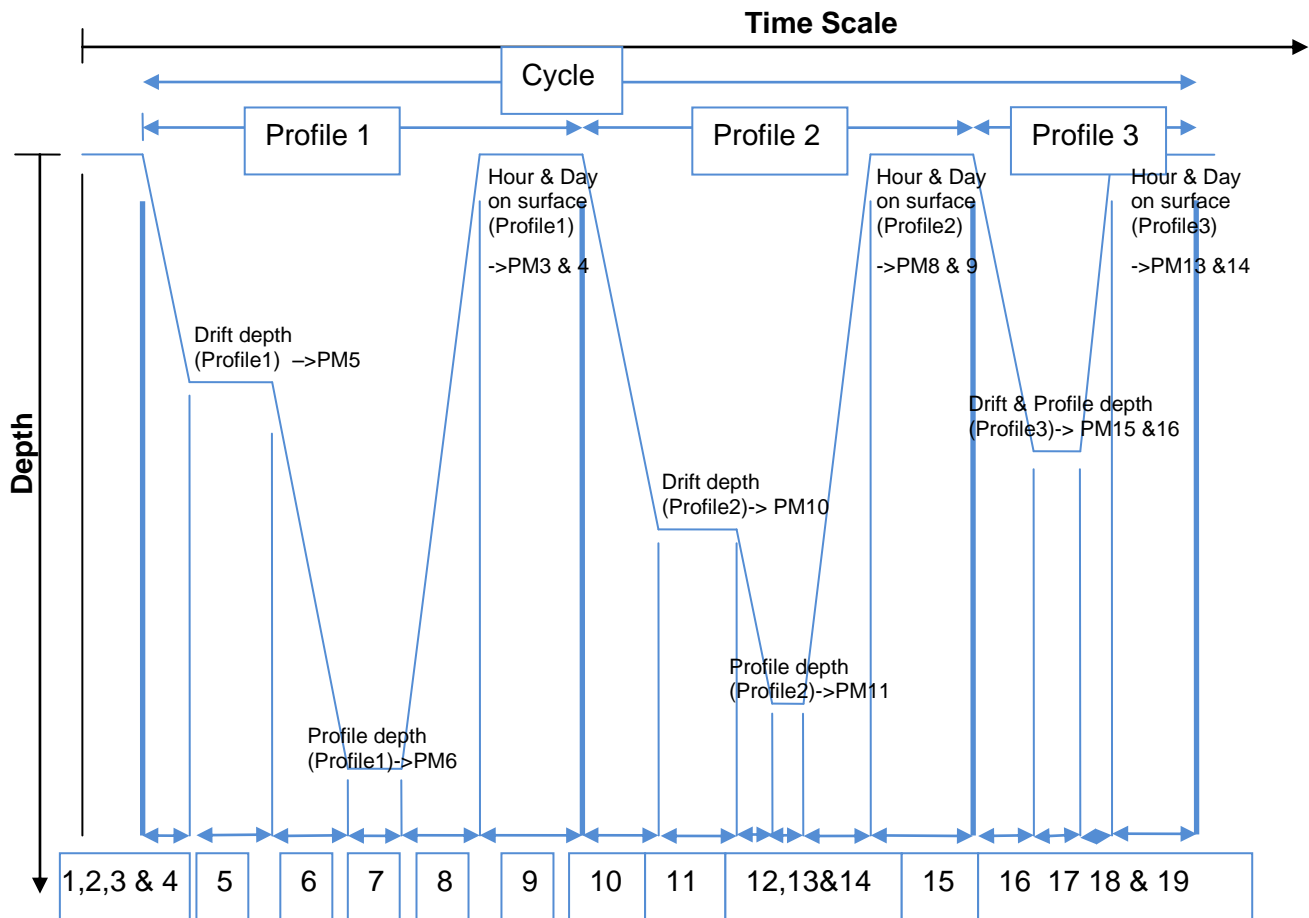 Time Scale
Cycle
Profile 1
Profile 2
Profile 3
Hour & Day
on surface
(Profile1)
->PM3 & 4
Hour & Day
on surface
(Profile2)
->PM8 & 9
Hour & Day
on surface
(Profile3)
->PM13 &14
Drift depth
(Profile1) –>PM5
Drift & Profile depth
(Profile3)-> PM15 &16
Depth
Drift depth
(Profile2)-> PM10
Profile depth
(Profile2)->PM11
Profile depth
(Profile1)->PM6
1,2,3 & 4 5 6 7 8 9 10 11 12,13&14 15 16 17 18 & 19